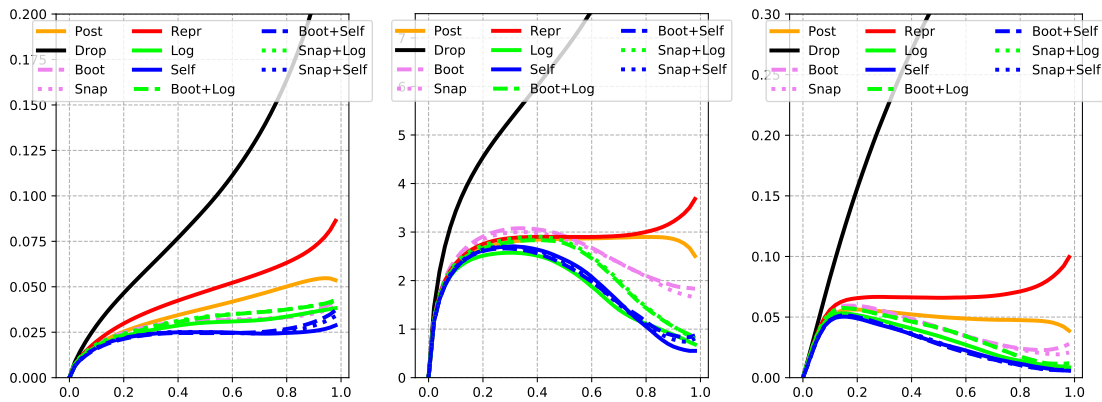 0.200
0.175
0.150
0.125
0.100
0.075
0.050
0.025
0.000
0.0 0.2 0.4 0.6 0.8 1.0
Post Repr Boot+Self
Drop Log Snap+Log
Boot Self Snap+Self
Snap Boot+Log
7
6
5
4
3
2
1
0
0.0 0.2 0.4 0.6 0.8 1.0
Post Repr Boot+Self
Drop Log Snap+Log
Boot Self Snap+Self
Snap Boot+Log
0.30
0.25
0.20
0.15
0.10
0.05
0.00
0.0 0.2 0.4 0.6 0.8 1.0
Post Repr Boot+Self
Drop Log Snap+Log
Boot Self Snap+Self
Snap Boot+Log